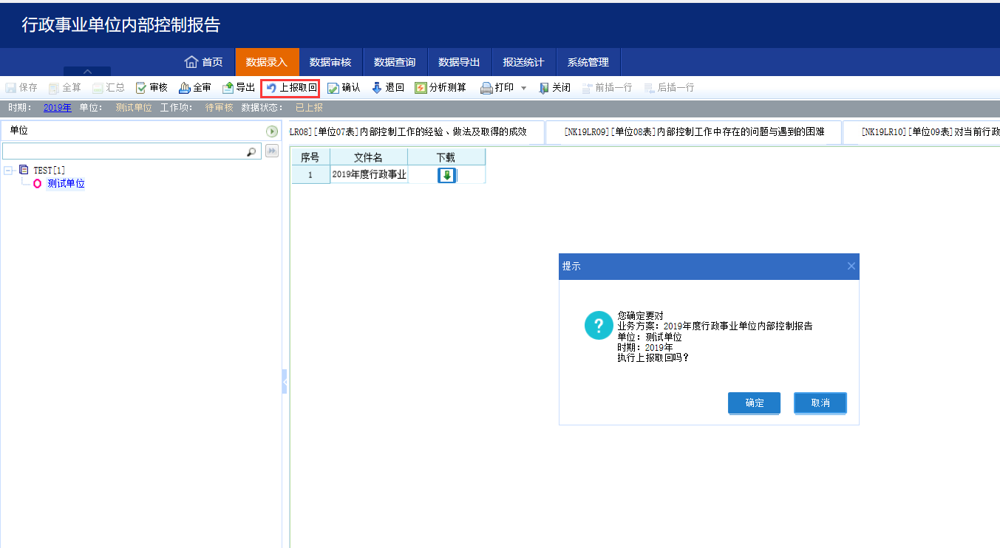 行政事业单位内部控制报告
首页 数据录入 数据审核 数据查询 数据导出 报送统计 系统管理
保存 全算 汇总 审核 全审 导出 上报取回 确认 退回 分析测算 打印 关闭 前插一行 后插一行
时期： 2019年 单位： 测试单位 工作项： 待审核 数据状态： 已上报
单位
LR08][单位07表]内部控制工作的经验、做法及取得的成效 [NK19LR09][单位08表]内部控制工作中存在的问题与遇到的困难 [NK19LR10][单位09表]对当前行政
序号 文件名 下载
1 2019年度行政事业
TEST[1]
测试单位
提示
您确定要对
业务方案：2019年度行政事业单位内部控制报告
单位：测试单位
时期：2019年
执行上报取回吗？
确定 取消